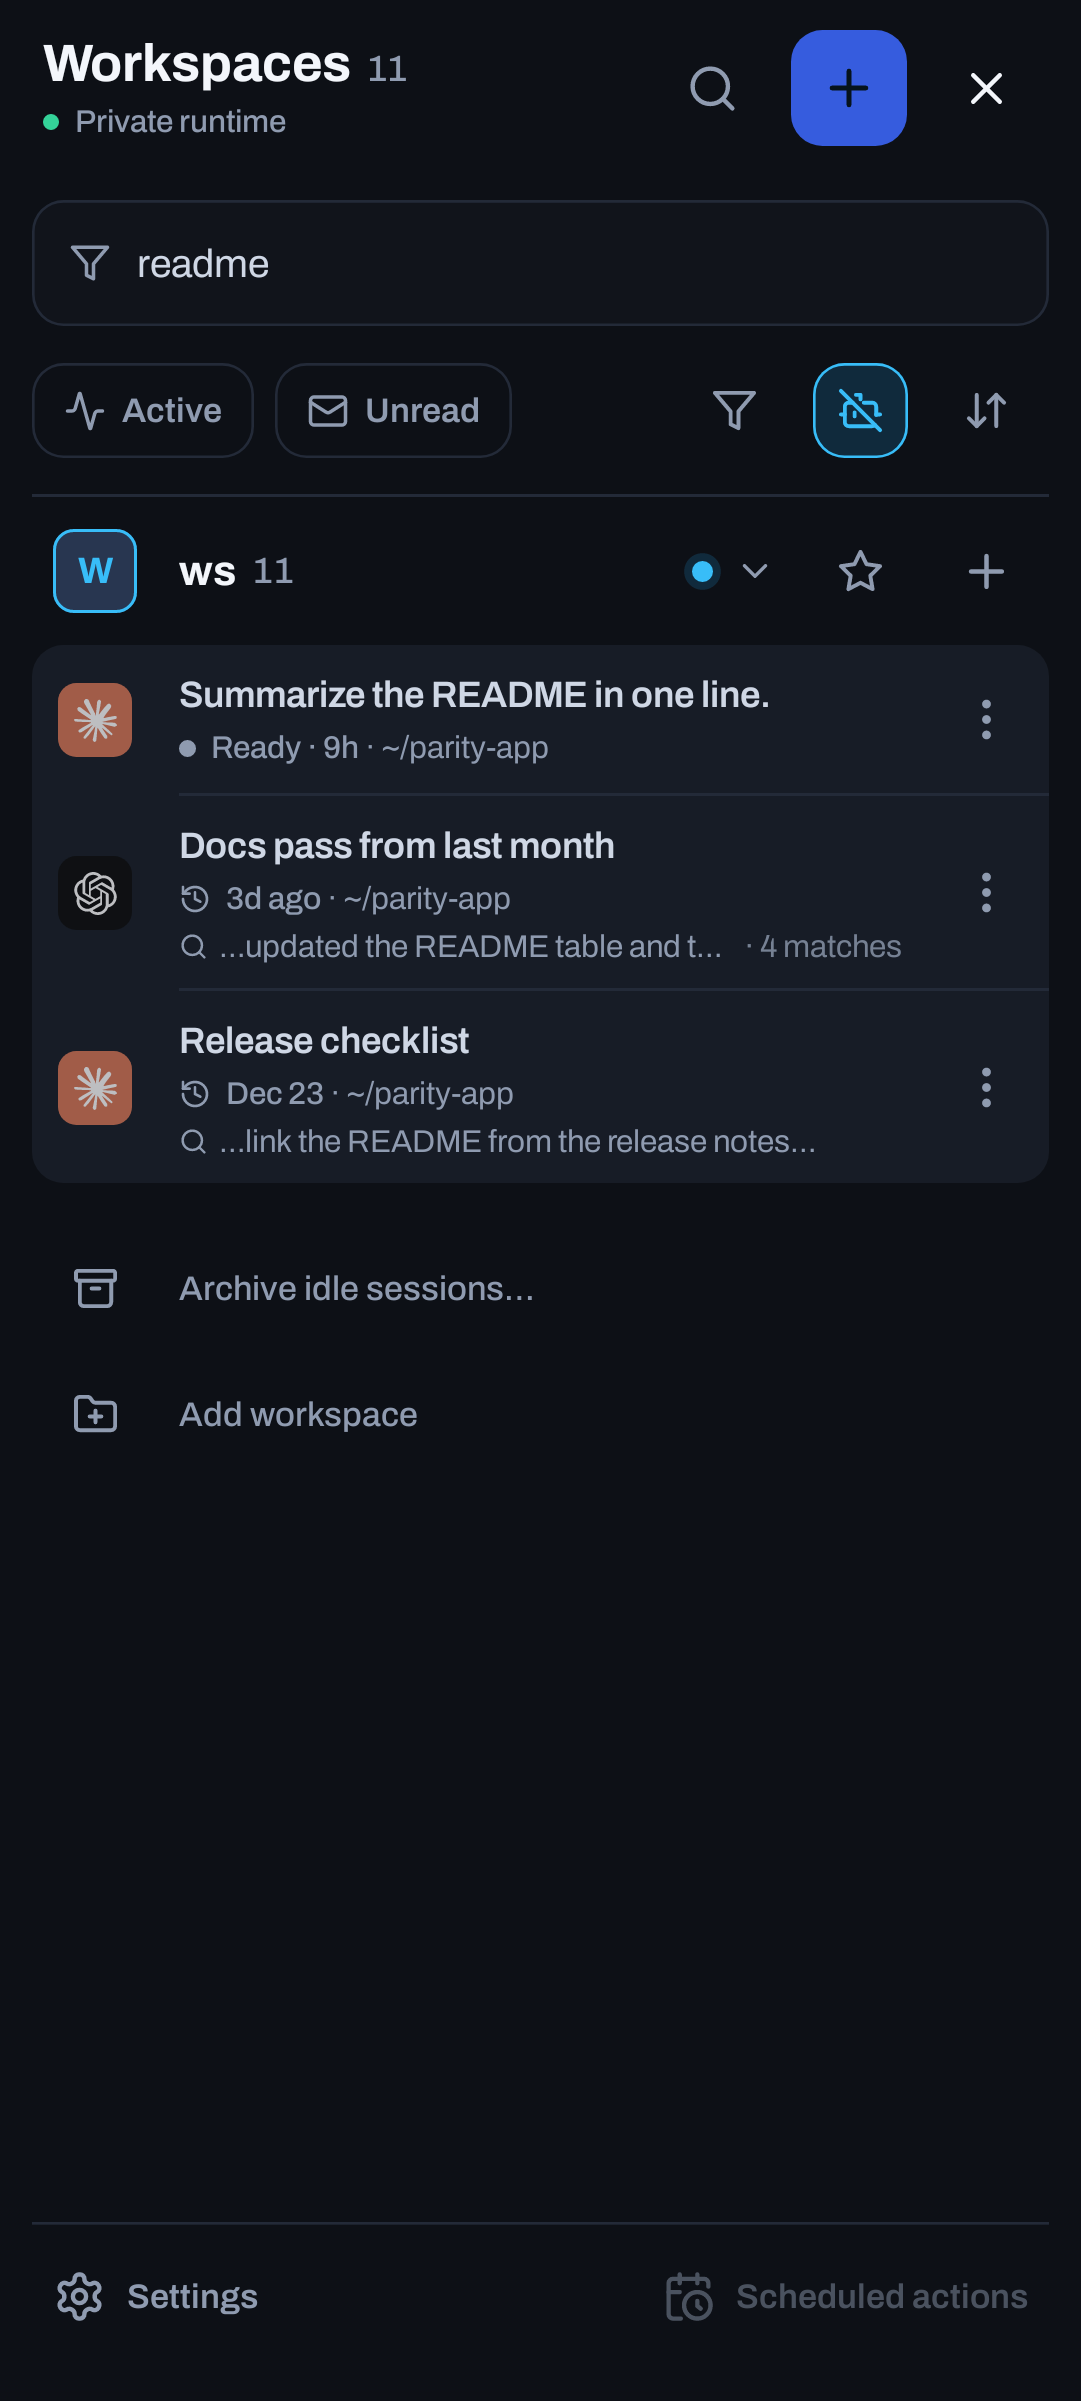 Workspaces 11
Private runtime
readme
Active
Unread
W
ws 11
Summarize the README in one line.
Ready · 9h · ~/parity-app
Docs pass from last month
3d ago · ~/parity-app
...updated the README table and t... · 4 matches
Release checklist
Dec 23 · ~/parity-app
...link the README from the release notes...
Archive idle sessions...
Add workspace
Settings
Scheduled actions